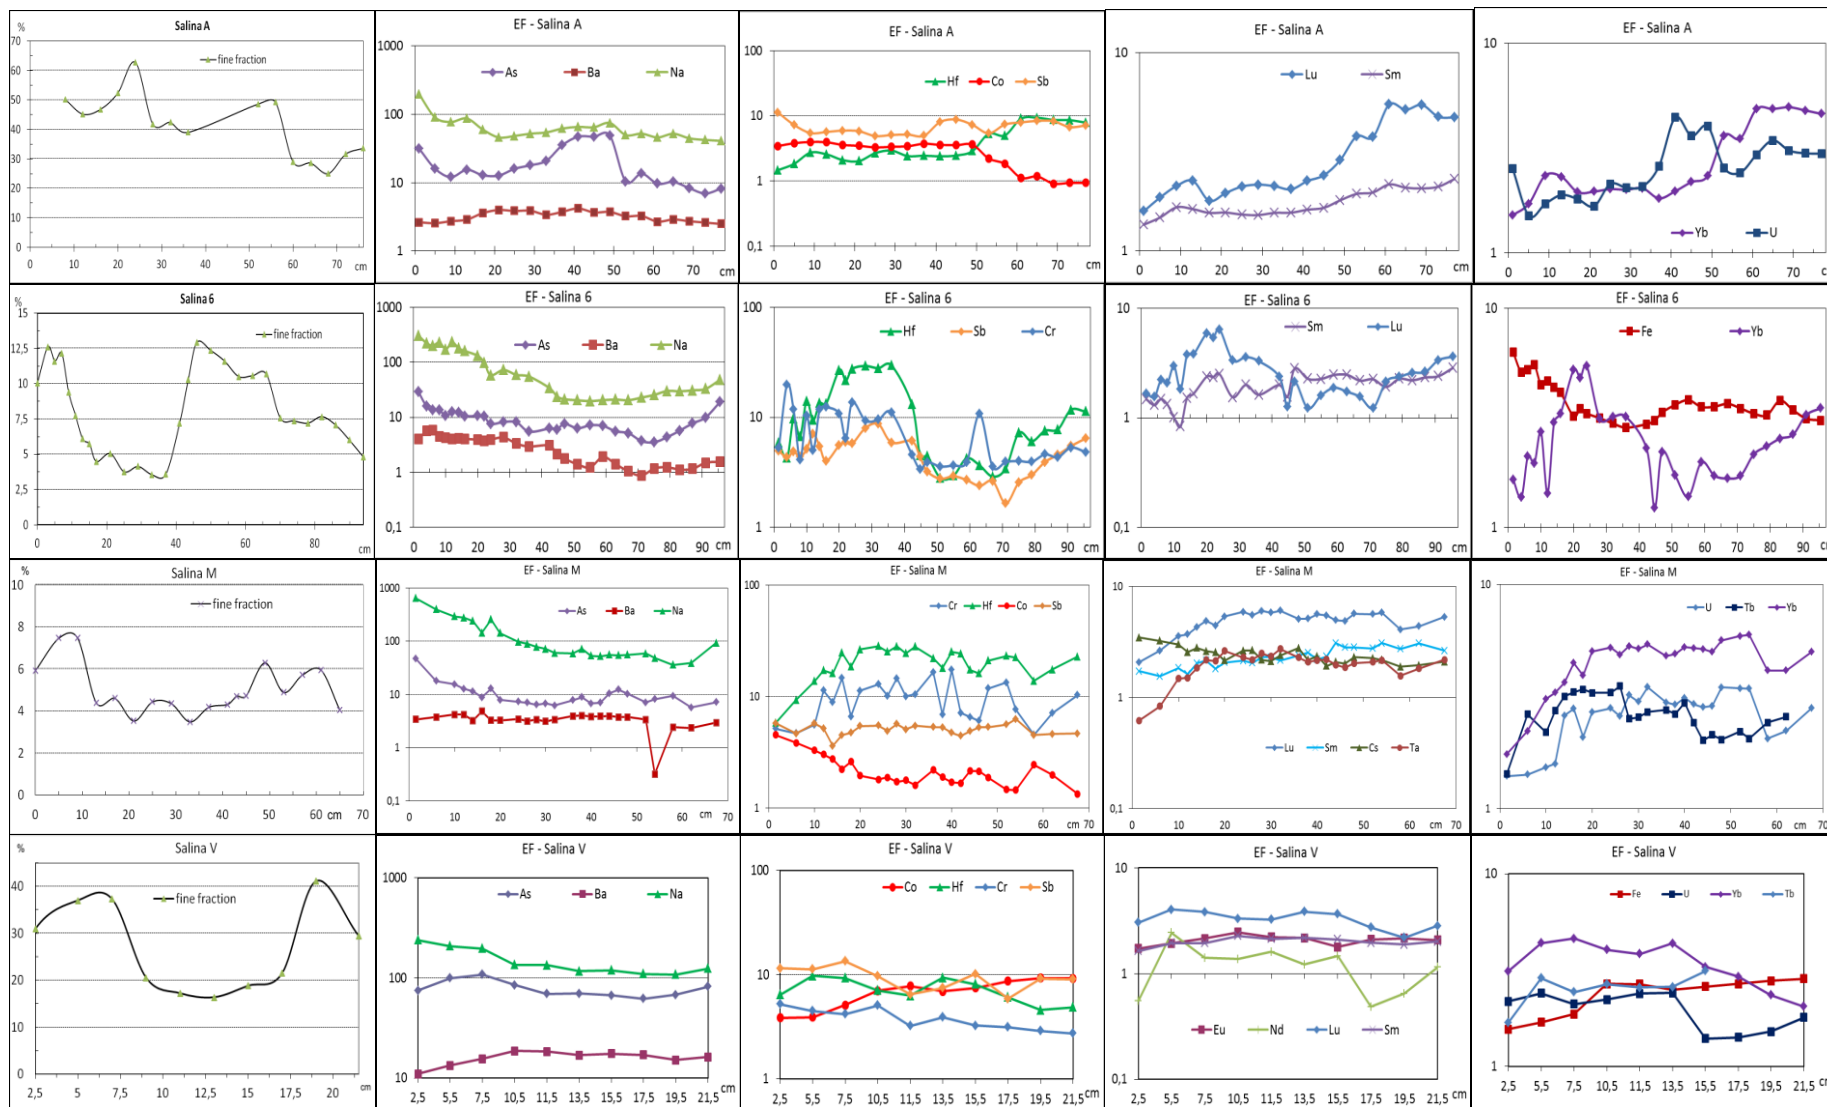 Salina A
%
fine fraction
70
60
50
40
30
20
10
0
0 10 20 30 40 50 60 70 cm
EF - Salina A
1000
As Ba Na
100
10
1
0 10 20 30 40 50 60 70 cm
EF - Salina A
100
Hf Co Sb
10
1
0,1
0 10 20 30 40 50 60 70 cm
EF - Salina A
10
Lu Sm
1
0 10 20 30 40 50 60 70 cm
EF - Salina A
10
Yb U
1
0 10 20 30 40 50 60 70 c
Salina 6
%
15
fine fraction
12,5
10
7,5
5
2,5
0
0 20 40 60 80 cm
EF - Salina 6
1000
100
As Ba Na
10
1
0,1
0 10 20 30 40 50 60 70 80 90 cm
EF - Salina 6
100
Hf Sb Cr
10
1
0 10 20 30 40 50 60 70 80 90 cm
EF - Salina 6
10
Sm Lu
1
0,1
0 10 20 30 40 50 60 70 80 90 cm
EF - Salina 6
10
Fe Yb
1
0 10 20 30 40 50 60 70 80 90 cm
Salina M
%
10
fine fraction
8
6
4
2
0
0 10 20 30 40 50 60 70
cm
EF - Salina M
1000
As Ba Na
100
10
1
0,1
0 10 20 30 40 50 60 cm 70
EF - Salina M
100
Cr Hf Co Sb
10
1
0 10 20 30 40 50 60 cm 70
EF - Salina M
10
1
Lu Sm Cs Ta
0,1
0 10 20 30 40 50 60 cm 70
EF - Salina M
10
U Tb Yb
1
0 10 20 30 40 50 60 cm 70
Salina V
%
40
fine fraction
30
20
10
0
2,5 5 7,5 10 12,5 15 17,5 20 cm
EF - Salina V
1000
As Ba Na
100
10
2,5 5,5 7,5 10,5 11,5 13,5 15,5 17,5 19,5 21,5 cm
EF - Salina V
100
Co Hf Cr Sb
10
1
2,5 5,5 7,5 10,5 11,5 13,5 15,5 17,5 19,5 21,5 cm
EF - Salina V
10
1
Eu Nd Lu Sm
0,1
2,5 5,5 7,5 10,5 11,5 13,5 15,5 17,5 19,5 21,5 cm
EF - Salina V
10
Fe U Yb Tb
1
2,5 5,5 7,5 10,5 11,5 13,5 15,5 17,5 19,5 21,5 cm